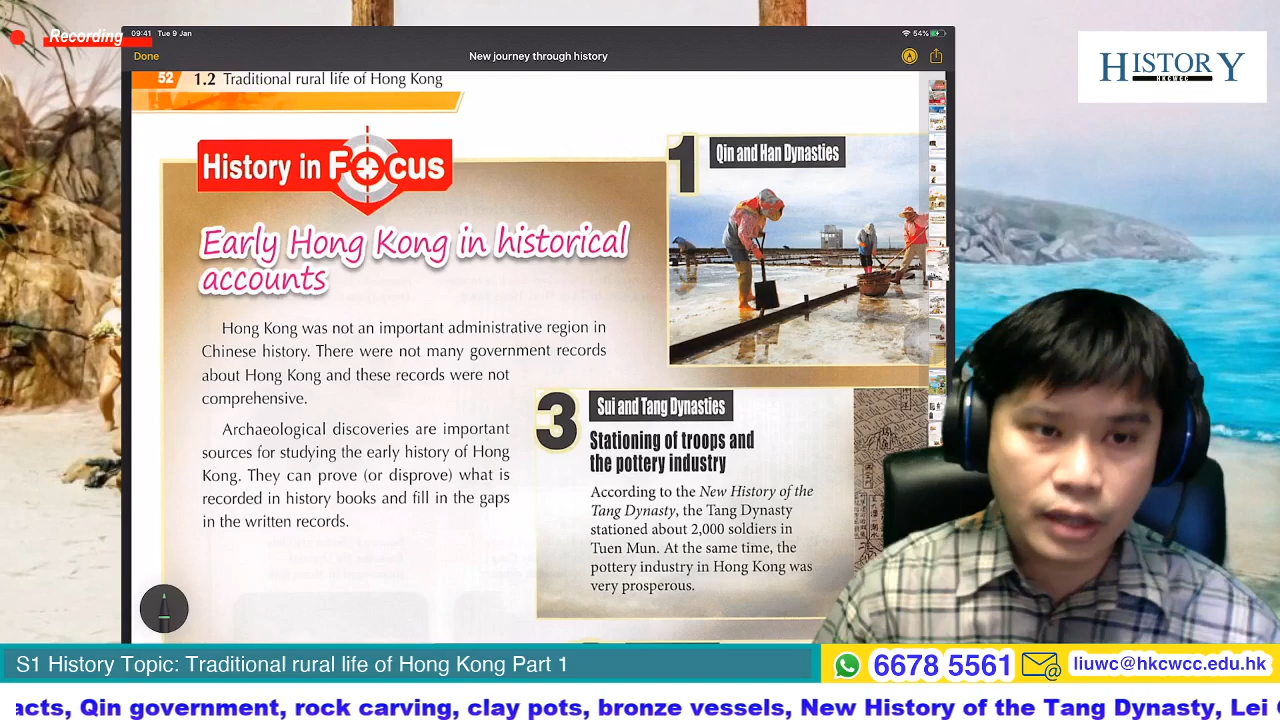 Recording
09:41 Tue 9 Jan
54%
Done
New journey through history
HISTORY
HKCWCC
52 1.2 Traditional rural life of Hong Kong
History in Focus
Early Hong Kong in historical
accounts
Hong Kong was not an important administrative region in
Chinese history. There were not many government records
about Hong Kong and these records were not
comprehensive.
Archaeological discoveries are important
sources for studying the early history of Hong
Kong. They can prove (or disprove) what is
recorded in history books and fill in the gaps
in the written records.
1 Qin and Han Dynasties
3 Sui and Tang Dynasties
Stationing of troops and
the pottery industry
According to the New History of the
Tang Dynasty, the Tang Dynasty
stationed about 2,000 soldiers in
Tuen Mun. At the same time, the
pottery industry in Hong Kong was
very prosperous.
S1 History Topic: Traditional rural life of Hong Kong Part 1
6678 5561
liuwc@hkcwcc.edu.hk
acts, Qin government, rock carving, clay pots, bronze vessels, New History of the Tang Dynasty, Lei